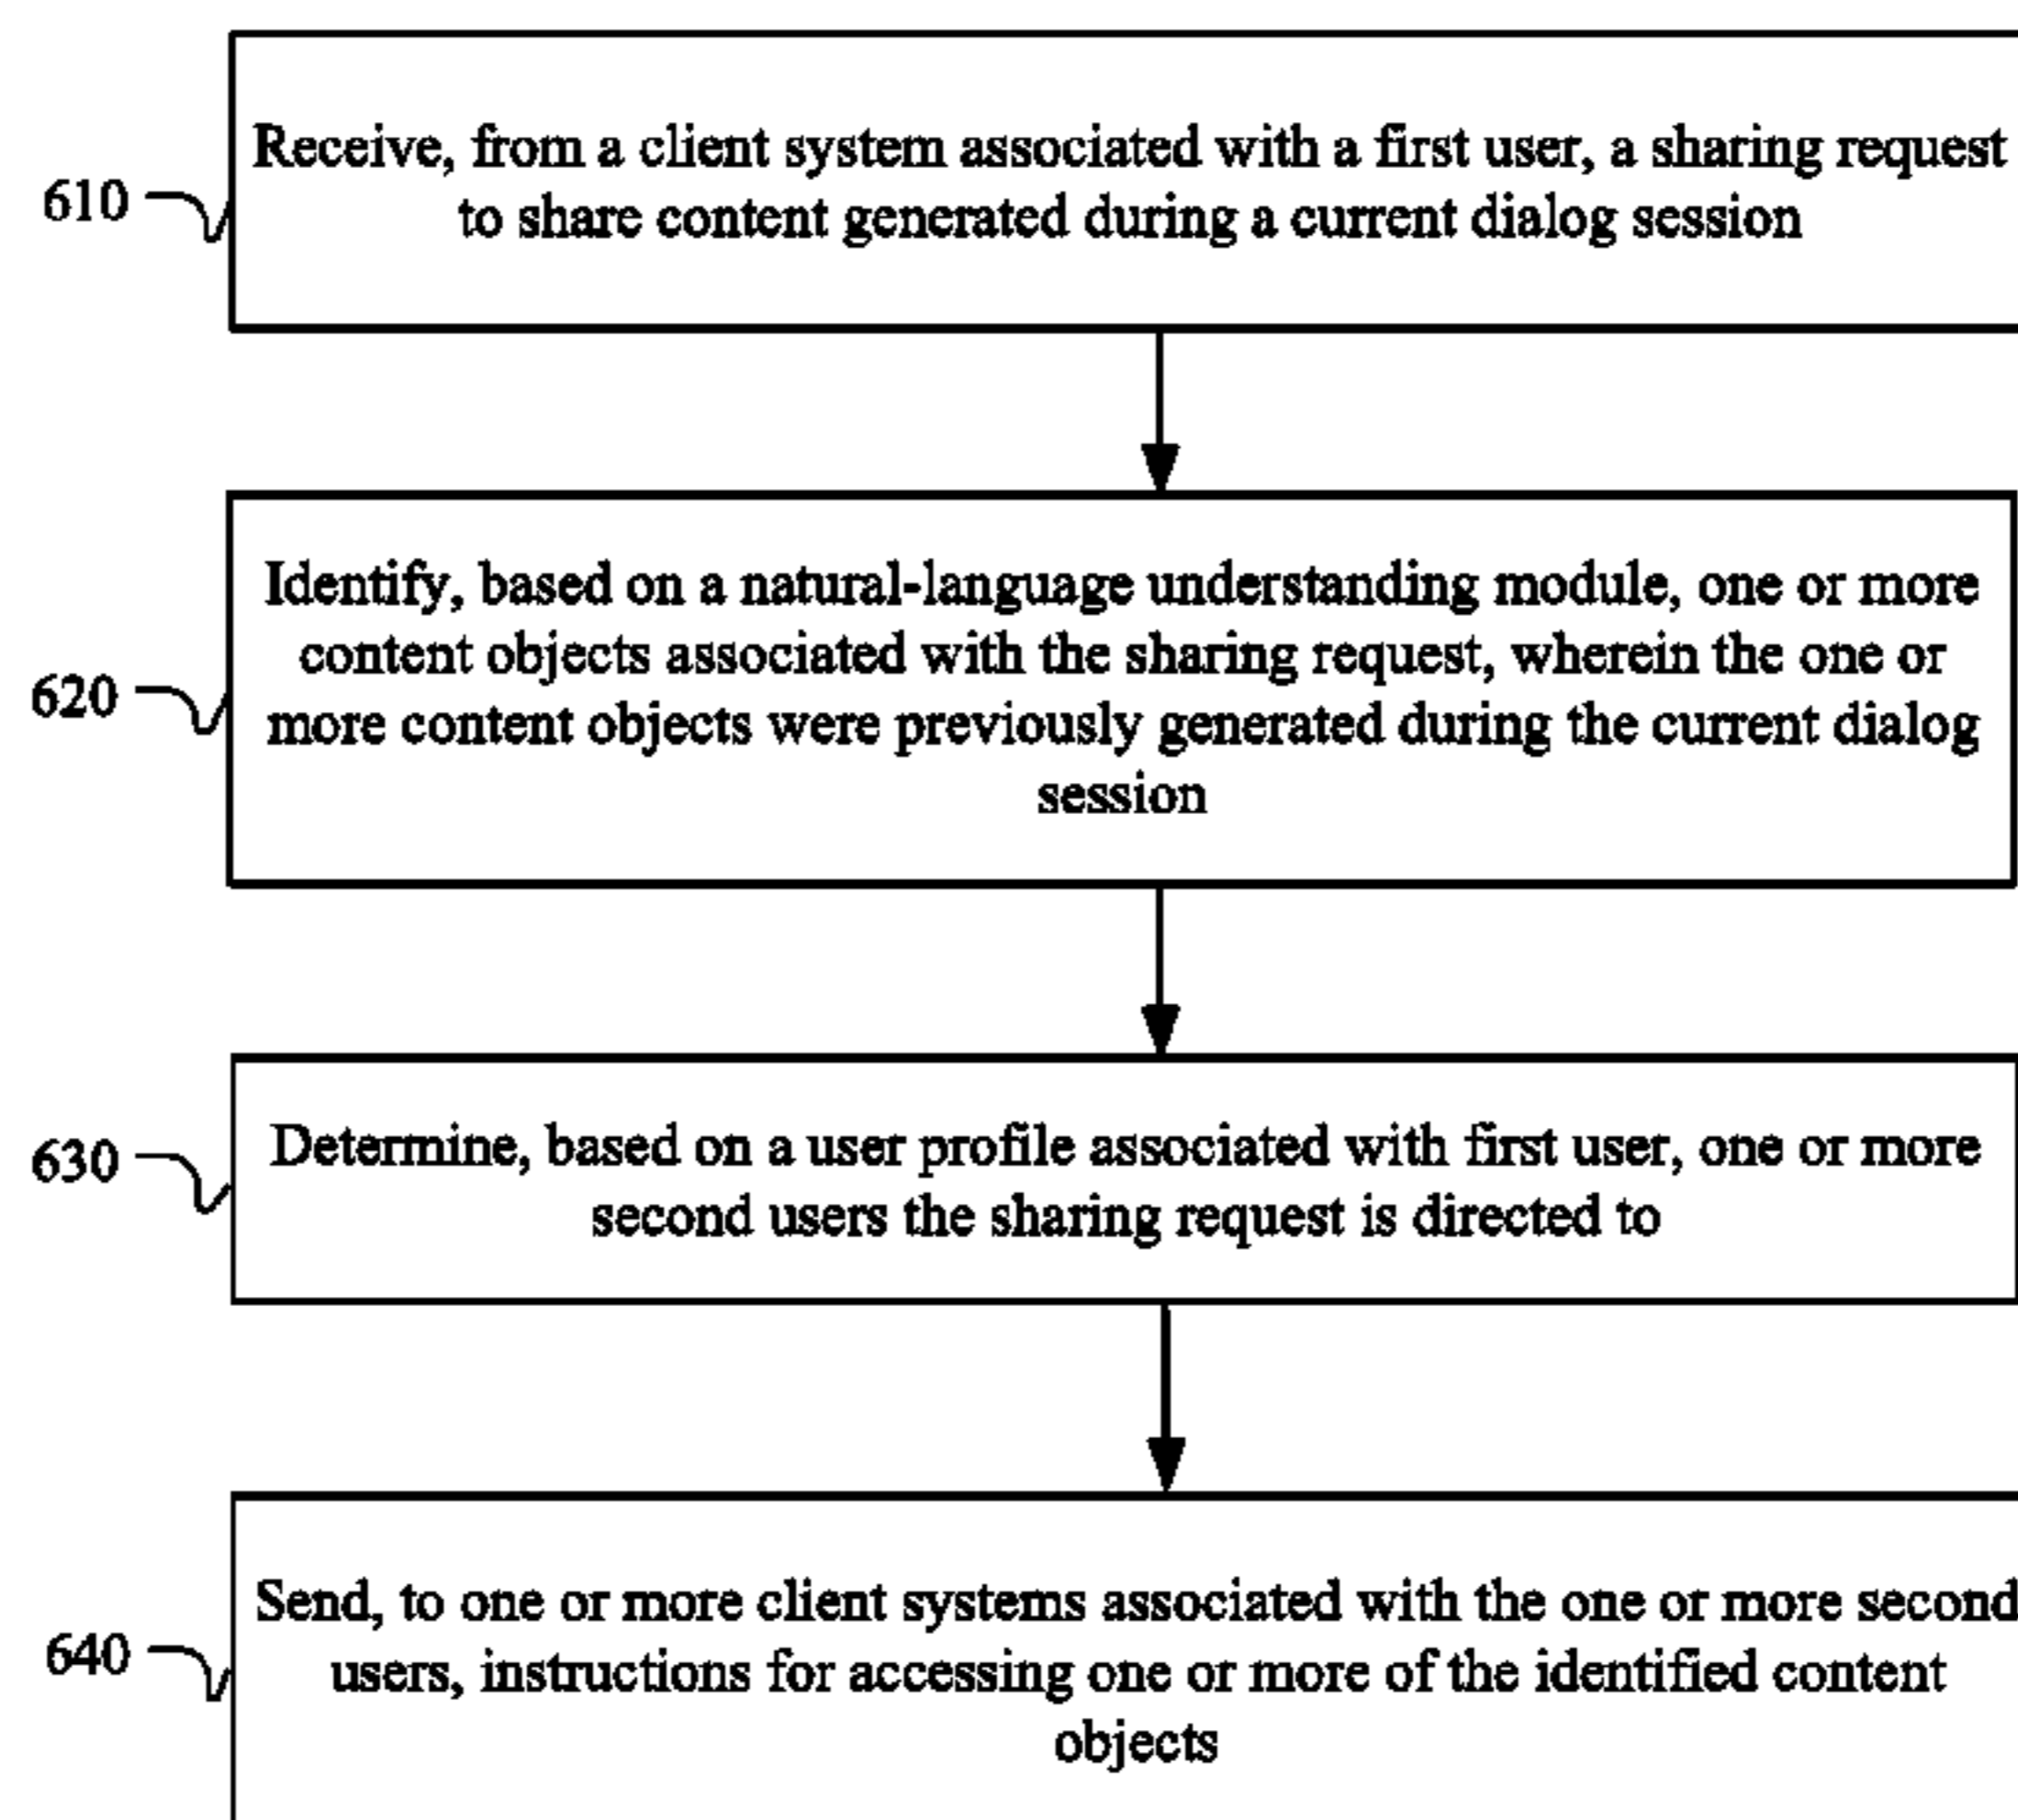 610
Receive, from a client system associated with a first user, a sharing request
to share content generated during a current dialog session
620
Identify, based on a natural-language understanding module, one or more
content objects associated with the sharing request, wherein the one or
more content objects were previously generated during the current dialog
session
630
Determine, based on a user profile associated with first user, one or more
second users the sharing request is directed to
640
Send, to one or more client systems associated with the one or more second
users, instructions for accessing one or more of the identified content
objects